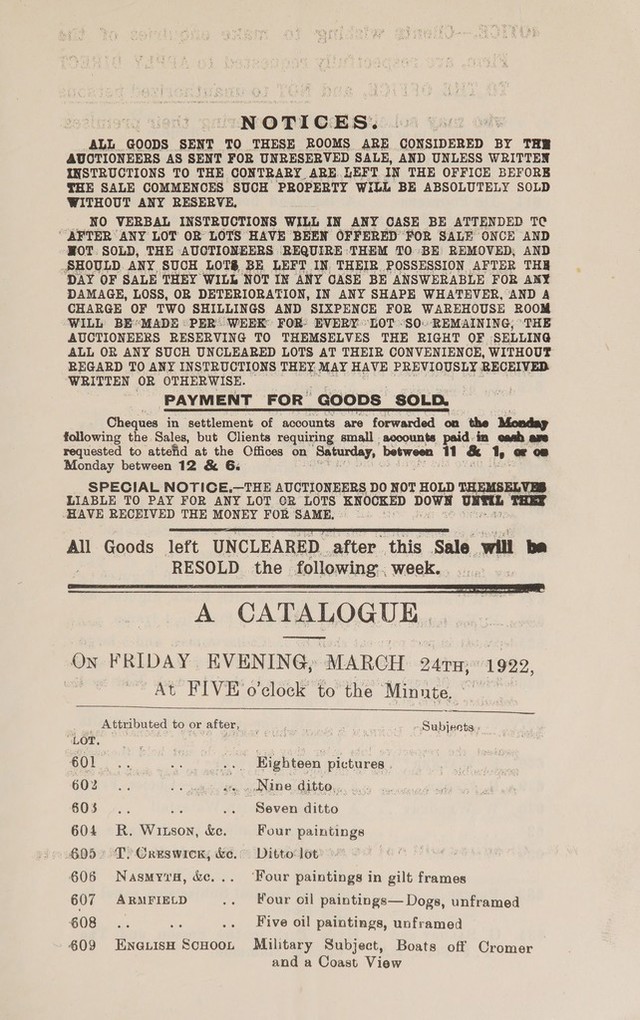 NOTICES.
ALL GOODS SENT TO THESE ROOMS ARE CONSIDERED BY THE
AUCTIONEERS AS SENT FOR UNRESERVED SALE, AND UNLESS WRITTEN
INSTRUCTIONS TO THE CONTRARY ARE LEFT IN THE OFFICE BEFORE
THE SALE COMMENCES SUCH PROPERTY WILL BE ABSOLUTELY SOLD
WITHOUT ANY RESERVE.
NO VERBAL INSTRUCTIONS WILL IN ANY CASE BE ATTENDED TO
AFTER ANY LOT OR LOTS HAVE BEEN OFFERED FOR SALE ONCE AND
NOT SOLD, THE AUCTIONEERS REQUIRE THEM TO BE REMOVED, AND
SHOULD ANY SUCH LOTS BE LEFT IN THEIR POSSESSION AFTER THE
DAY OF SALE THEY WILL NOT IN ANY CASE BE ANSWERABLE FOR ANY
DAMAGE, LOSS, OR DETERIORATION, IN ANY SHAPE WHATEVER, AND A
CHARGE OF TWO SHILLINGS AND SIXPENCE FOR WAREHOUSE ROOM
WILL BE MADE PER WEEK FOR EVERY LOT SO REMAINING, THE
AUCTIONEERS RESERVING TO THEMSELVES THE RIGHT OF SELLING
ALL OR ANY SUCH UNCLEARED LOTS AT THEIR CONVENIENCE, WITHOUT
REGARD TO ANY INSTRUCTIONS THEY MAY HAVE PREVIOUSLY RECEIVED
WRITTEN OR OTHERWISE.
PAYMENT FOR GOODS SOLD.
Cheques in settlement of accounts are forwarded on the Monday
following the Sales, but Clients requiring small accounts paid in cash are
requested to attend at the Offices on Saturday, between 11 & 1, or on
Monday between 12 & 6.
SPECIAL NOTICE.—THE AUCTIONEERS DO NOT HOLD THEMSELVES
LIABLE TO PAY FOR ANY LOT OR LOTS KNOCKED DOWN UNTIL THEY
HAVE RECEIVED THE MONEY FOR SAME.
All Goods left UNCLEARED after this Sale will be
RESOLD the following week.
A CATALOGUE
ON FRIDAY EVENING, MARCH 24TH, 1922,
At FIVE o'clock to the Minute.
Attributed to or after. Subjects.
LOT.
601 .. .. .. Eighteen pictures
602 .. .. .. Nine ditto
603 .. .. .. Seven ditto
604 R. WILSON, &c. Four paintings
605 T. CRESWICK, &c. Ditto lot
606 NASMYTH, &c. .. Four paintings in gilt frames
607 ARMFIELD .. Four oil paintings—Dogs, unframed
608 .. .. .. Five oil paintings, unframed
609 ENGLISH SCHOOL Military Subject, Boats off Cromer
and a Coast View